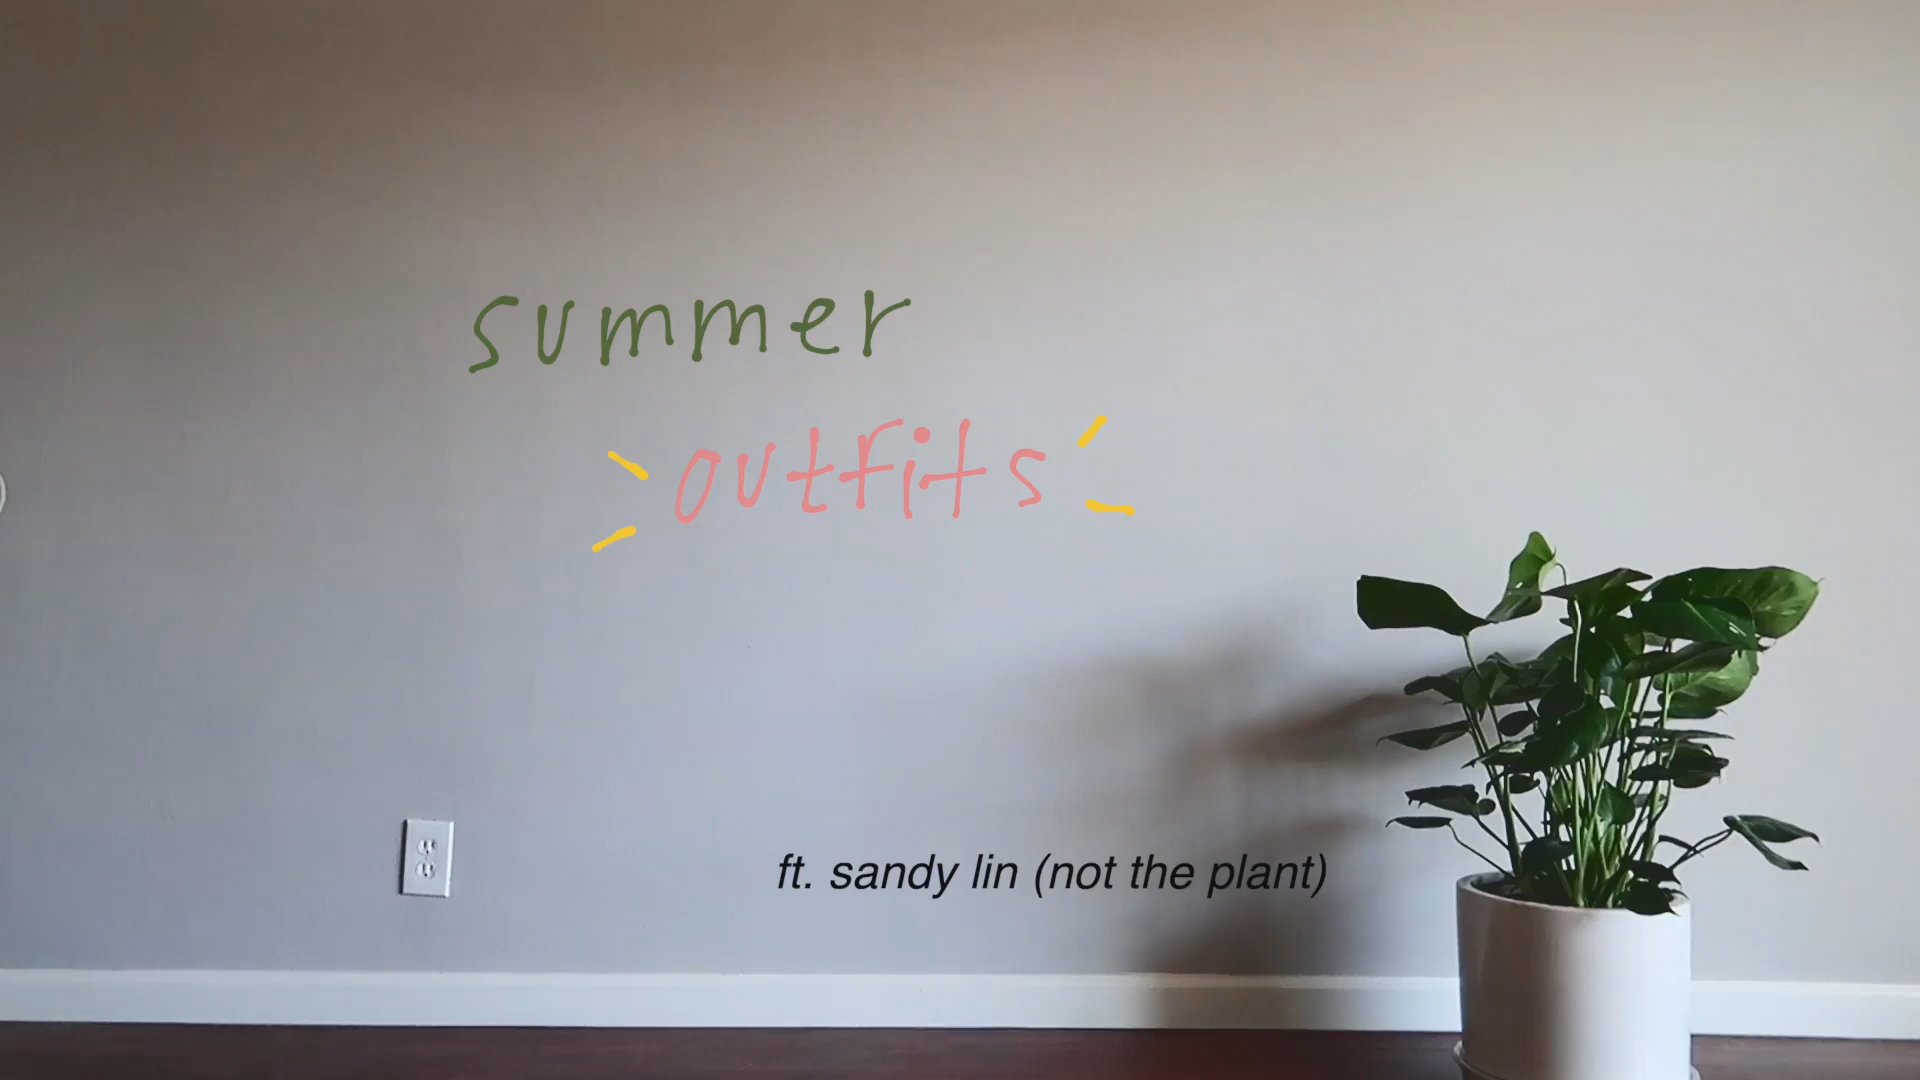 summer
outfits
ft. sandy lin (not the plant)